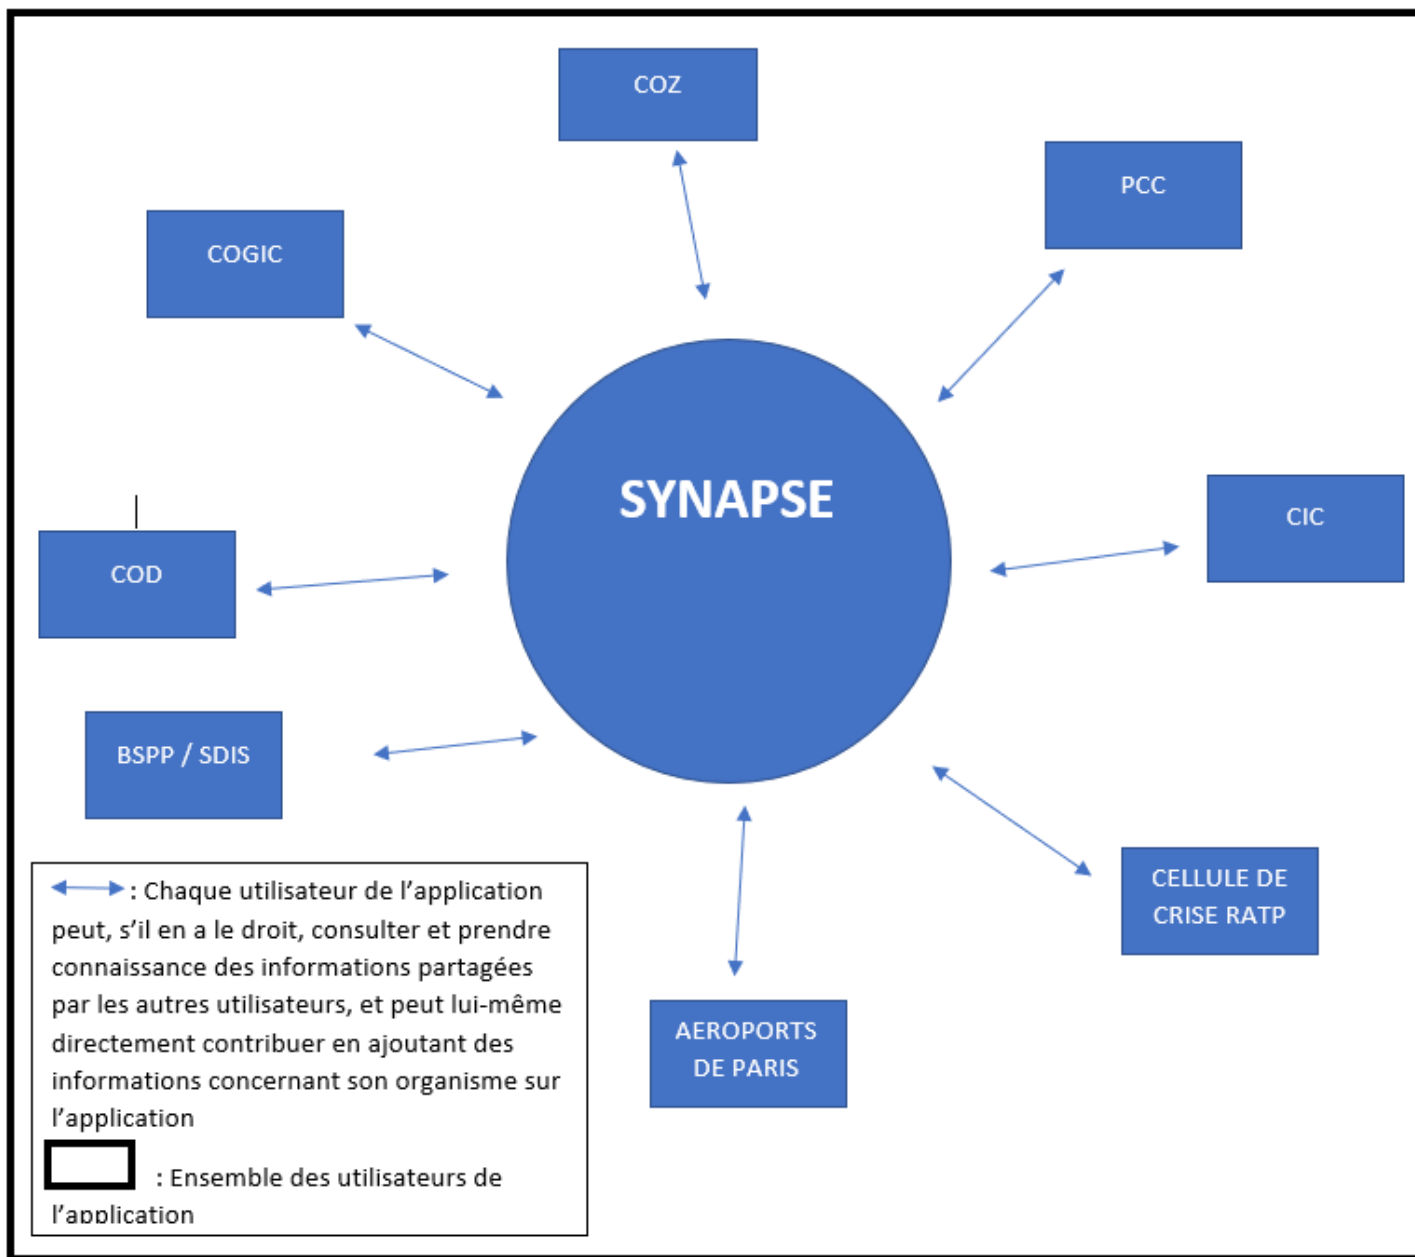 COZ
PCC
COGIC
SYNAPSE
CIC
COD
BSPP / SDIS
CELLULE DE
CRISE RATP
AEROPORTS
DE PARIS
: Chaque utilisateur de l’application
peut, s’il en a le droit, consulter et prendre
connaissance des informations partagées
par les autres utilisateurs, et peut lui-même
directement contribuer en ajoutant des
informations concernant son organisme sur
l’application
: Ensemble des utilisateurs de
l’application